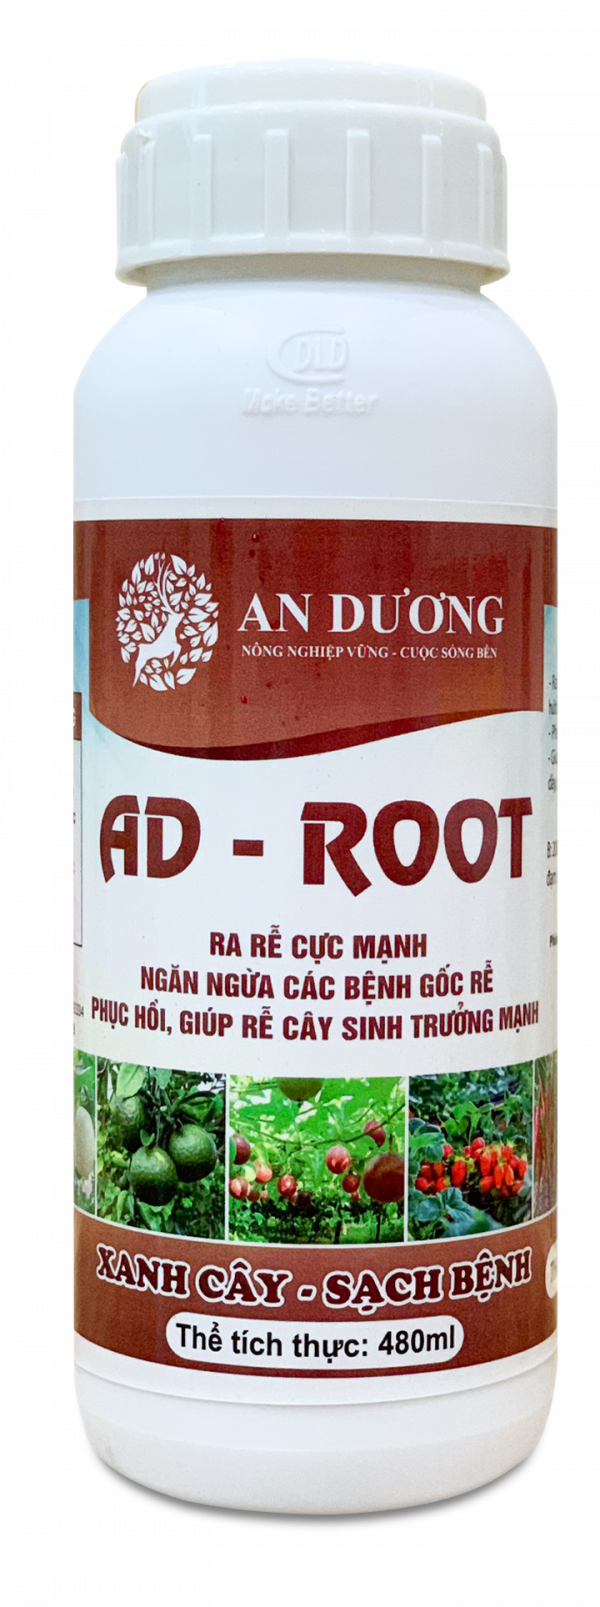 DLD
Make Better
AN DƯƠNG
NÔNG NGHIỆP VỮNG - CUỘC SỐNG BỀN
AD - ROOT
RA RỄ CỰC MẠNH
NGĂN NGỪA CÁC BỆNH GỐC RỄ
PHỤC HỒI, GIÚP RỄ CÂY SINH TRƯỞNG MẠNH
XANH CÂY - SẠCH BỆNH
Thể tích thực: 480ml